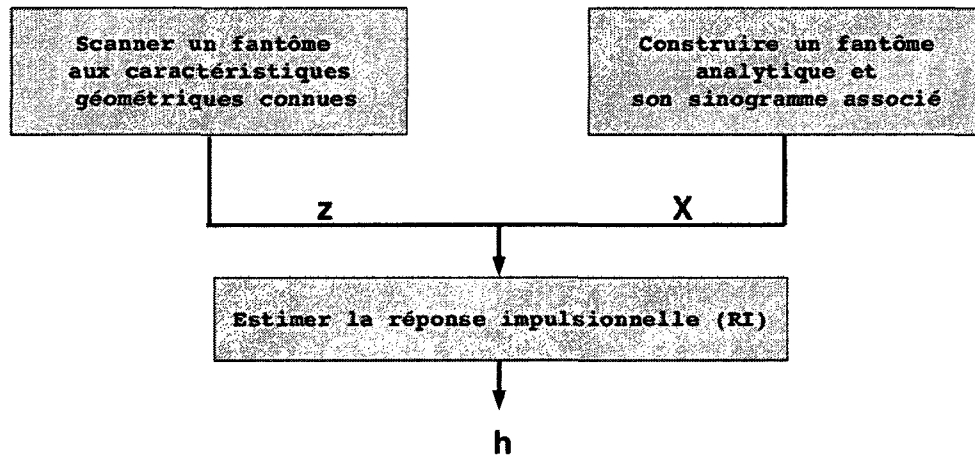 Scanner un fantôme
aux caractéristiques
géométriques connues
Construire un fantôme
analytique et
son sinogramme associé
z
X
Estimer la réponse impulsionnelle (RI)
h